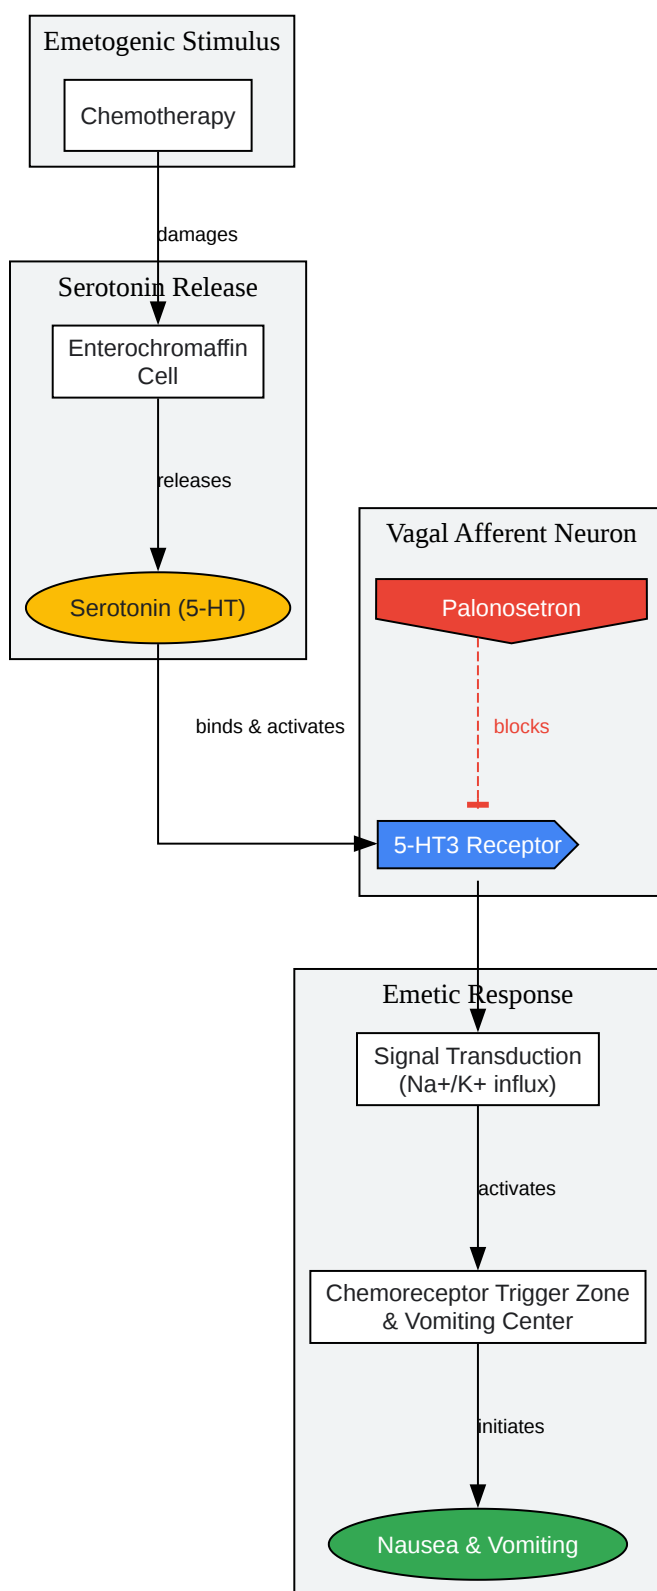 Emetogenic Stimulus
Chemotherapy
damages
Serotonin Release
Enterochromaffin
Cell
releases
Serotonin (5-HT)
Vagal Afferent Neuron
Palonosetron
binds & activates
blocks
5-HT3 Receptor
Emetic Response
Signal Transduction
(Na+/K+ influx)
activates
Chemoreceptor Trigger Zone
& Vomiting Center
initiates
Nausea & Vomiting